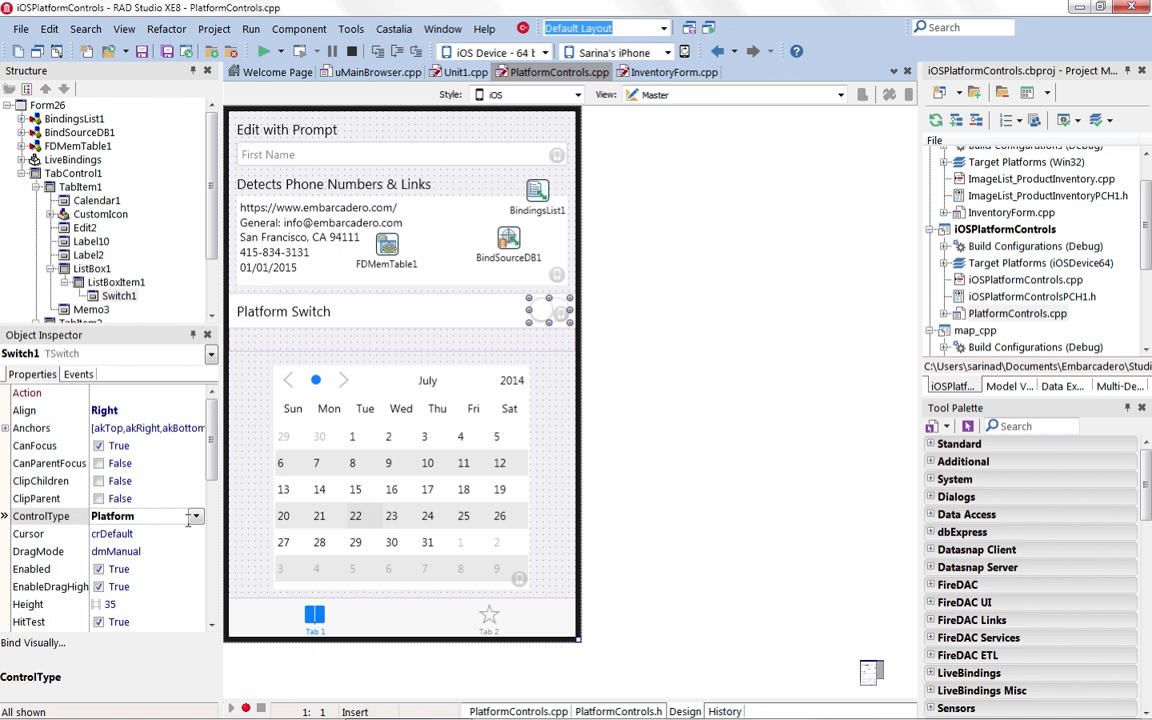 iOSPlatformControls - RAD Studio XE8 - PlatformControls.cpp
File Edit Search View Refactor Project Run Component Tools Castalia Window Help
Default Layout
Search
iOS Device - 64 b
Sarina's iPhone
Structure
Welcome Page uMainBrowser.cpp Unit1.cpp PlatformControls.cpp InventoryForm.cpp
Style: iOS View: Master
Form26
BindingsList1
BindSourceDB1
FDMemTable1
LiveBindings
TabControl1
TabItem1
Calendar1
CustomIcon
Edit2
Label10
Label2
ListBox1
ListBoxItem1
Switch1
Memo3
Object Inspector
Switch1 TSwitch
Properties Events
Action
Align Right
Anchors [akTop,akRight,akBottom
CanFocus True
CanParentFocus False
ClipChildren False
ClipParent False
ControlType Platform
Cursor crDefault
DragMode dmManual
Enabled True
EnableDragHigh True
Height 35
HitTest True
Bind Visually...
ControlType
All shown
Edit with Prompt
First Name
Detects Phone Numbers & Links
https://www.embarcadero.com/
General: info@embarcadero.com
San Francisco, CA 94111
415-834-3131
01/01/2015
BindingsList1
FDMemTable1
BindSourceDB1
Platform Switch
July 2014
Sun Mon Tue Wed Thu Fri Sat
29 30 1 2 3 4 5
6 7 8 9 10 11 12
13 14 15 16 17 18 19
20 21 22 23 24 25 26
27 28 29 30 31 1 2
3 4 5 6 7 8 9
Tab 1 Tab 2
1: 1 Insert PlatformControls.cpp PlatformControls.h Design History
iOSPlatformControls.cbproj - Project M...
File
Build Configurations (Debug)
Target Platforms (Win32)
ImageList_ProductInventory.cpp
ImageList_ProductInventoryPCH1.h
InventoryForm.cpp
iOSPlatformControls
Build Configurations (Debug)
Target Platforms (iOSDevice64)
iOSPlatformControls.cpp
iOSPlatformControlsPCH1.h
PlatformControls.cpp
map_cpp
Build Configurations (Debug)
C:\Users\sarinad\Documents\Embarcadero\Studi
iOSPlatf... Model V... Data Ex... Multi-De...
Tool Palette
Search
Standard
Additional
System
Dialogs
Data Access
dbExpress
Datasnap Client
Datasnap Server
FireDAC
FireDAC UI
FireDAC Links
FireDAC Services
FireDAC ETL
LiveBindings
LiveBindings Misc
Sensors